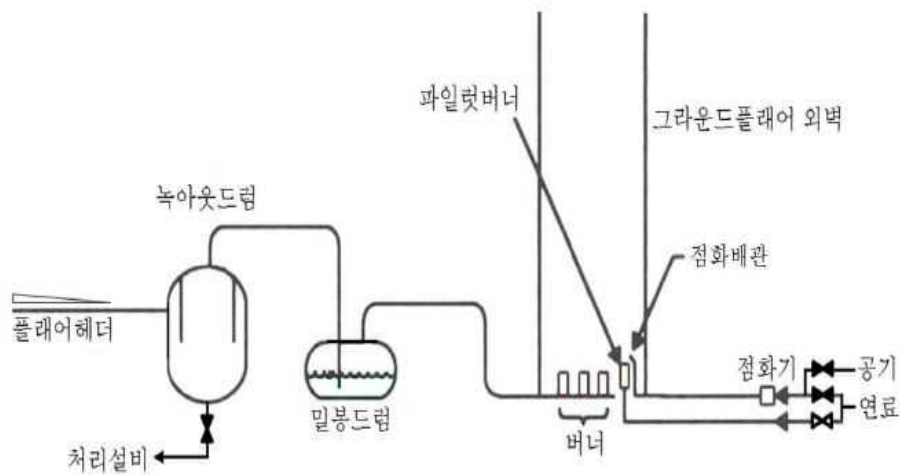 파일럿버너
그라운드플래어 외벽
녹아웃드럼
점화배관
플래어헤더
점화기
공기
연료
밀봉드럼
버너
처리설비